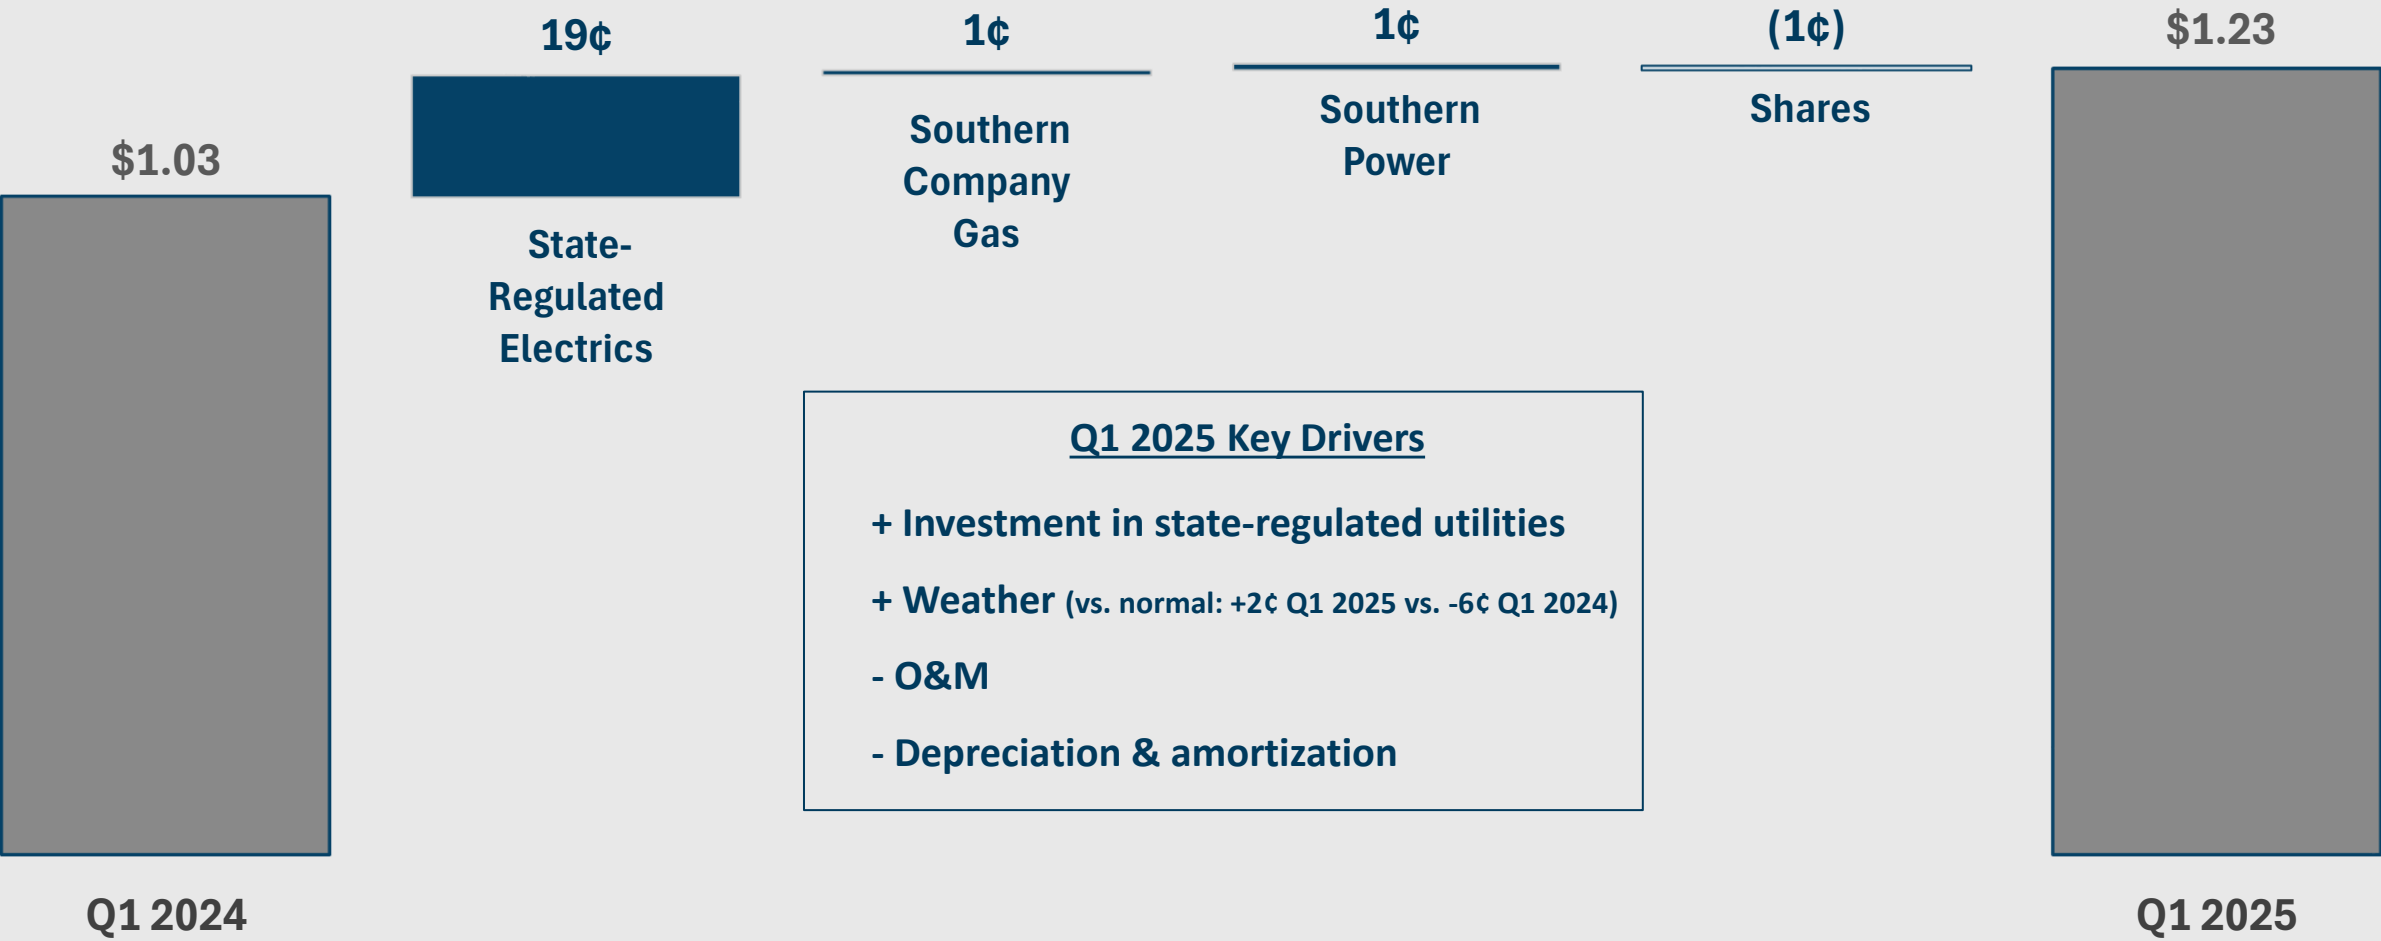 $1.03
Q1 2024
19¢
State-
Regulated
Electrics
1¢
Southern
Company
Gas
1¢
Southern
Power
(1¢)
Shares
$1.23
Q1 2025
Q1 2025 Key Drivers
+ Investment in state-regulated utilities
+ Weather (vs. normal: +2¢ Q1 2025 vs. -6¢ Q1 2024)
- O&M
- Depreciation & amortization